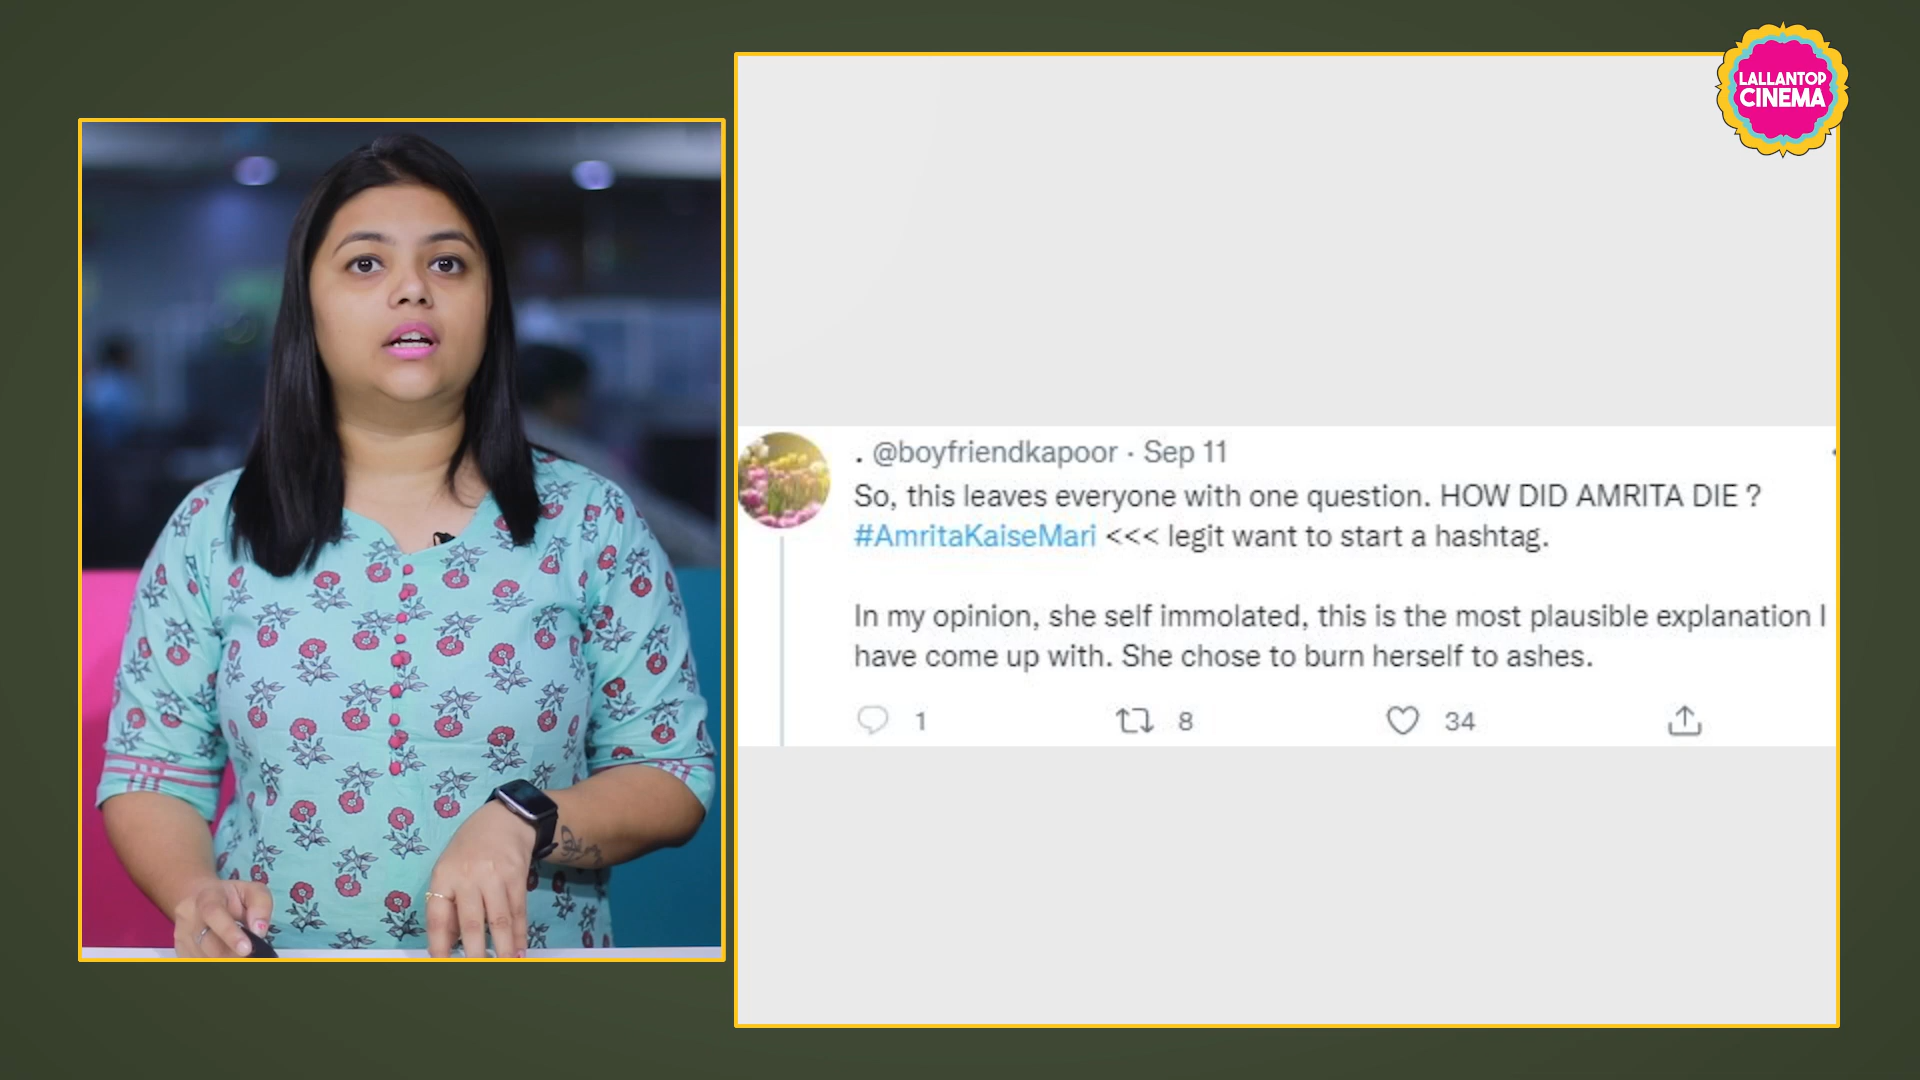 LALLANTOP
CINEMA
. @boyfriendkapoor · Sep 11
So, this leaves everyone with one question. HOW DID AMRITA DIE ?
#AmritaKaiseMari <<< legit want to start a hashtag.
In my opinion, she self immolated, this is the most plausible explanation I
have come up with. She chose to burn herself to ashes.
1 8 34